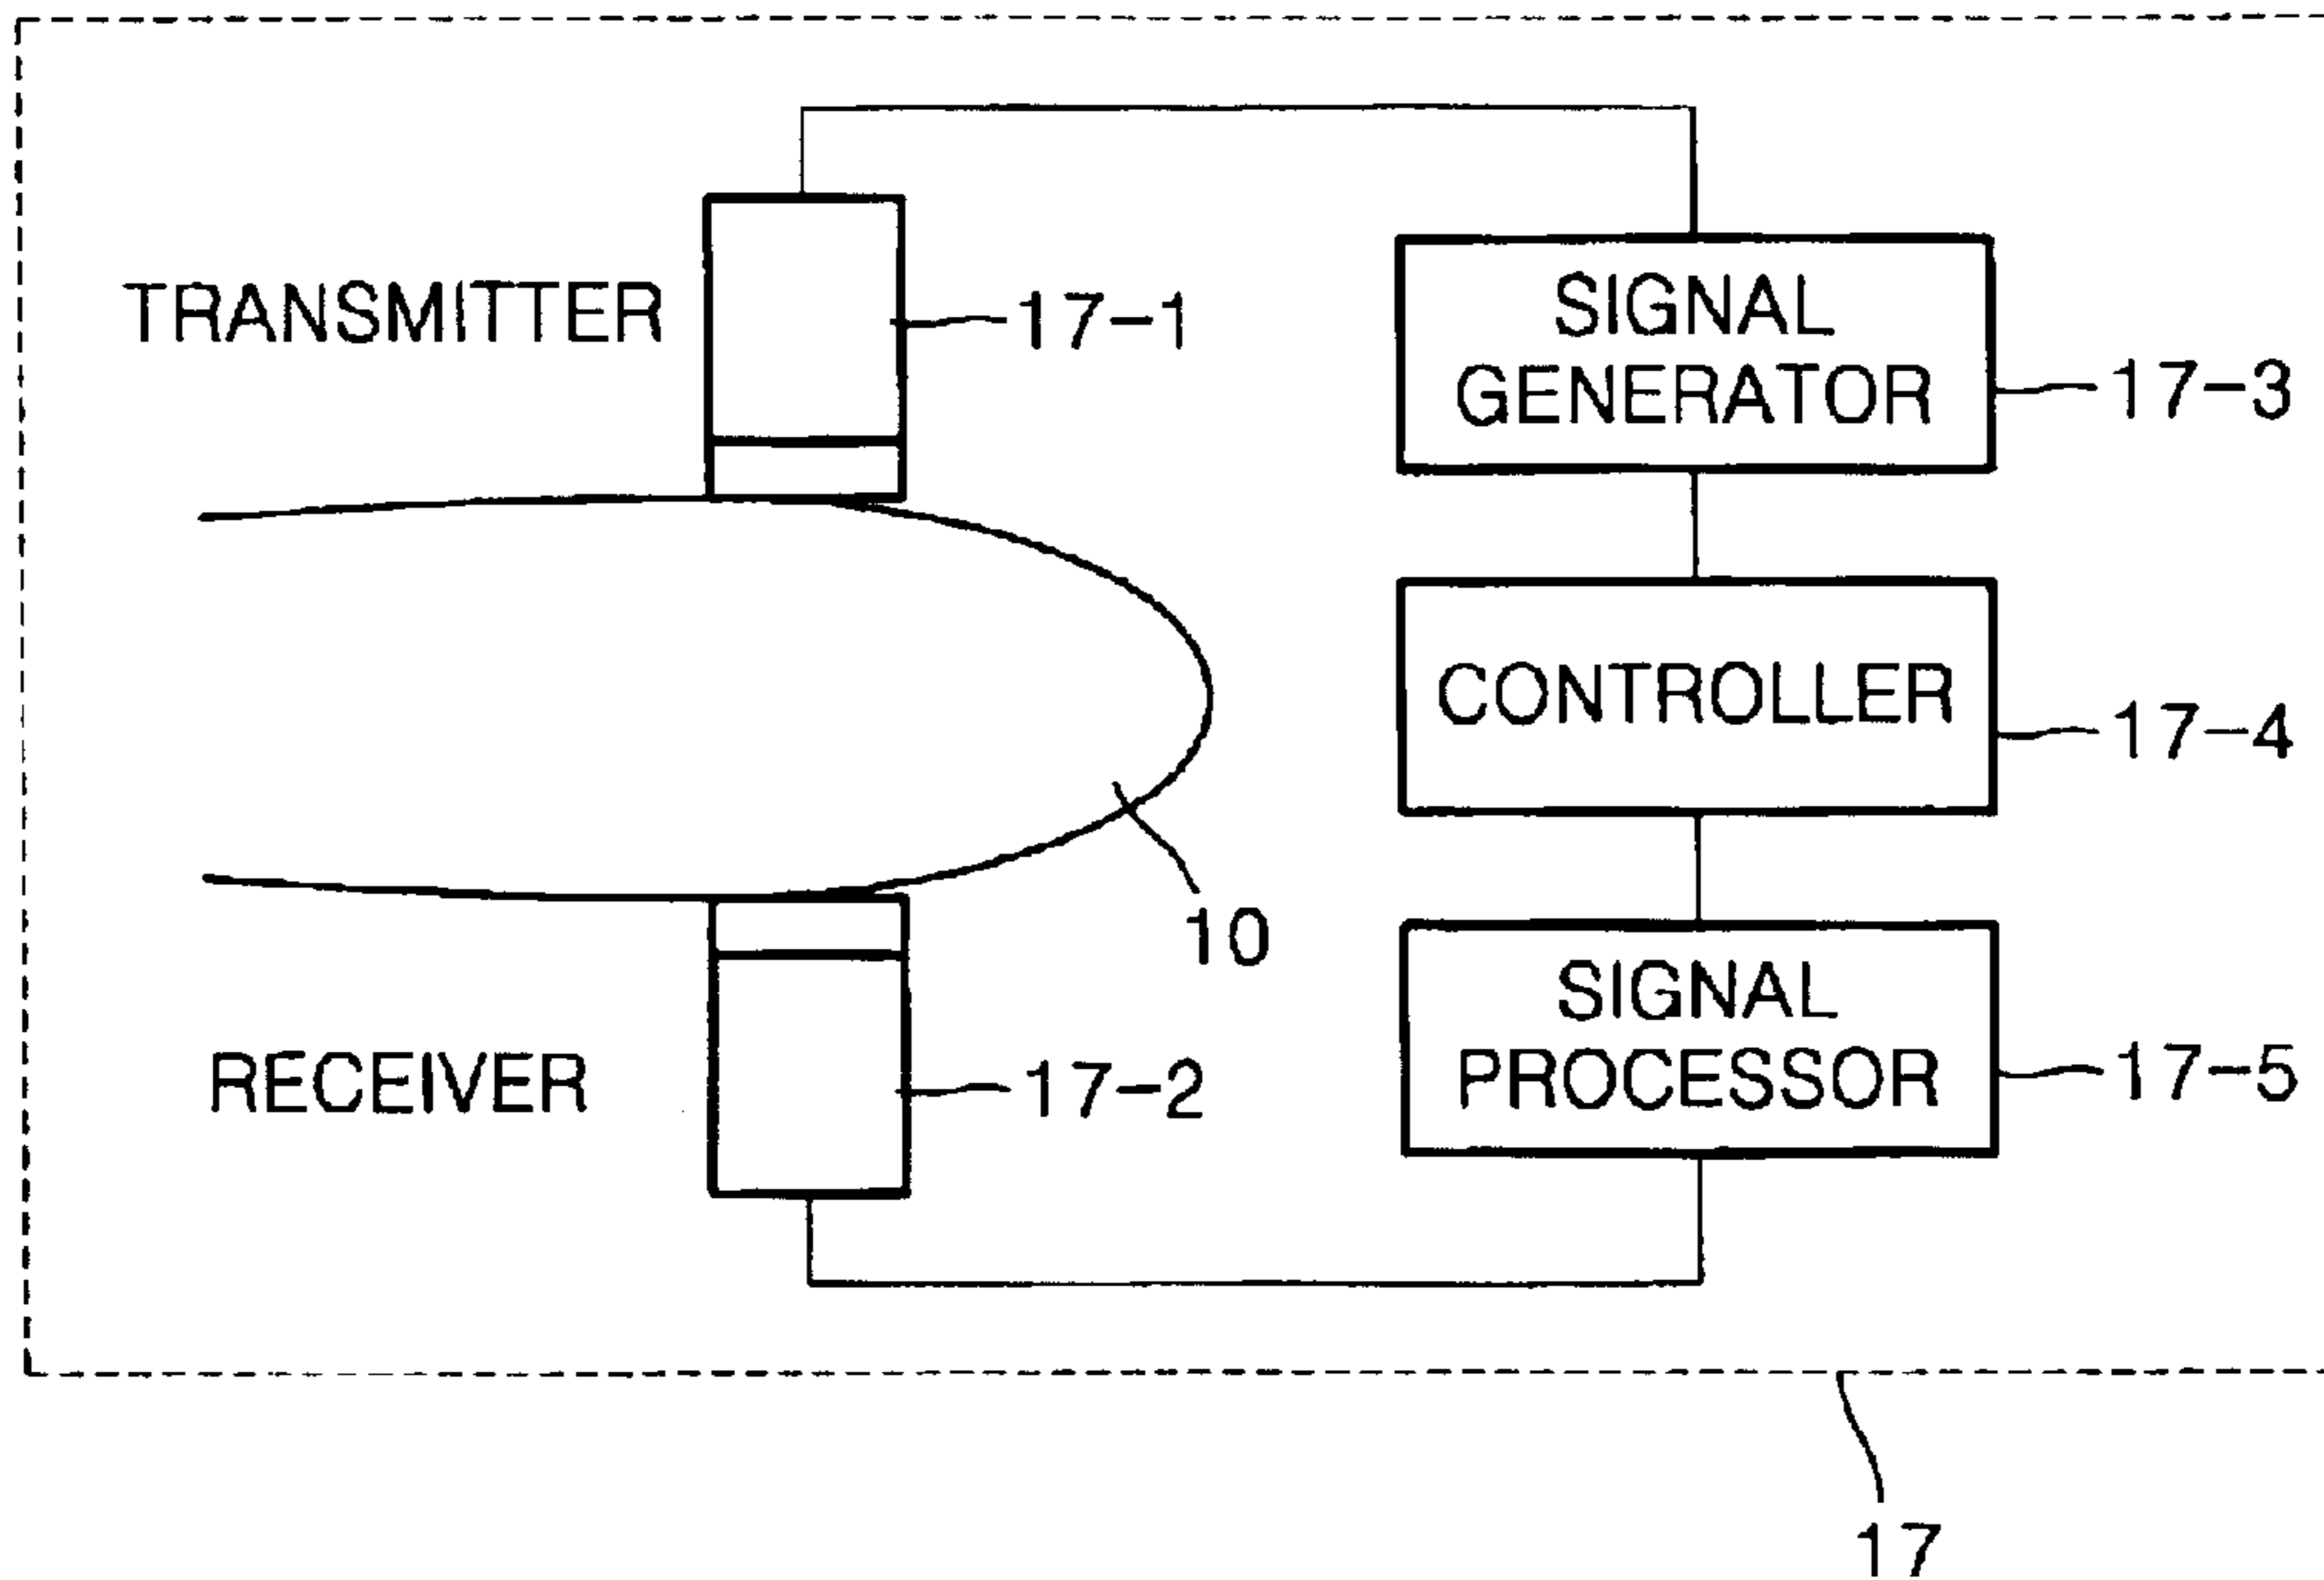 TRANSMITTER
17-1
SIGNAL
GENERATOR
17-3
CONTROLLER
17-4
10
SIGNAL
PROCESSOR
17-5
RECEIVER
17-2
17